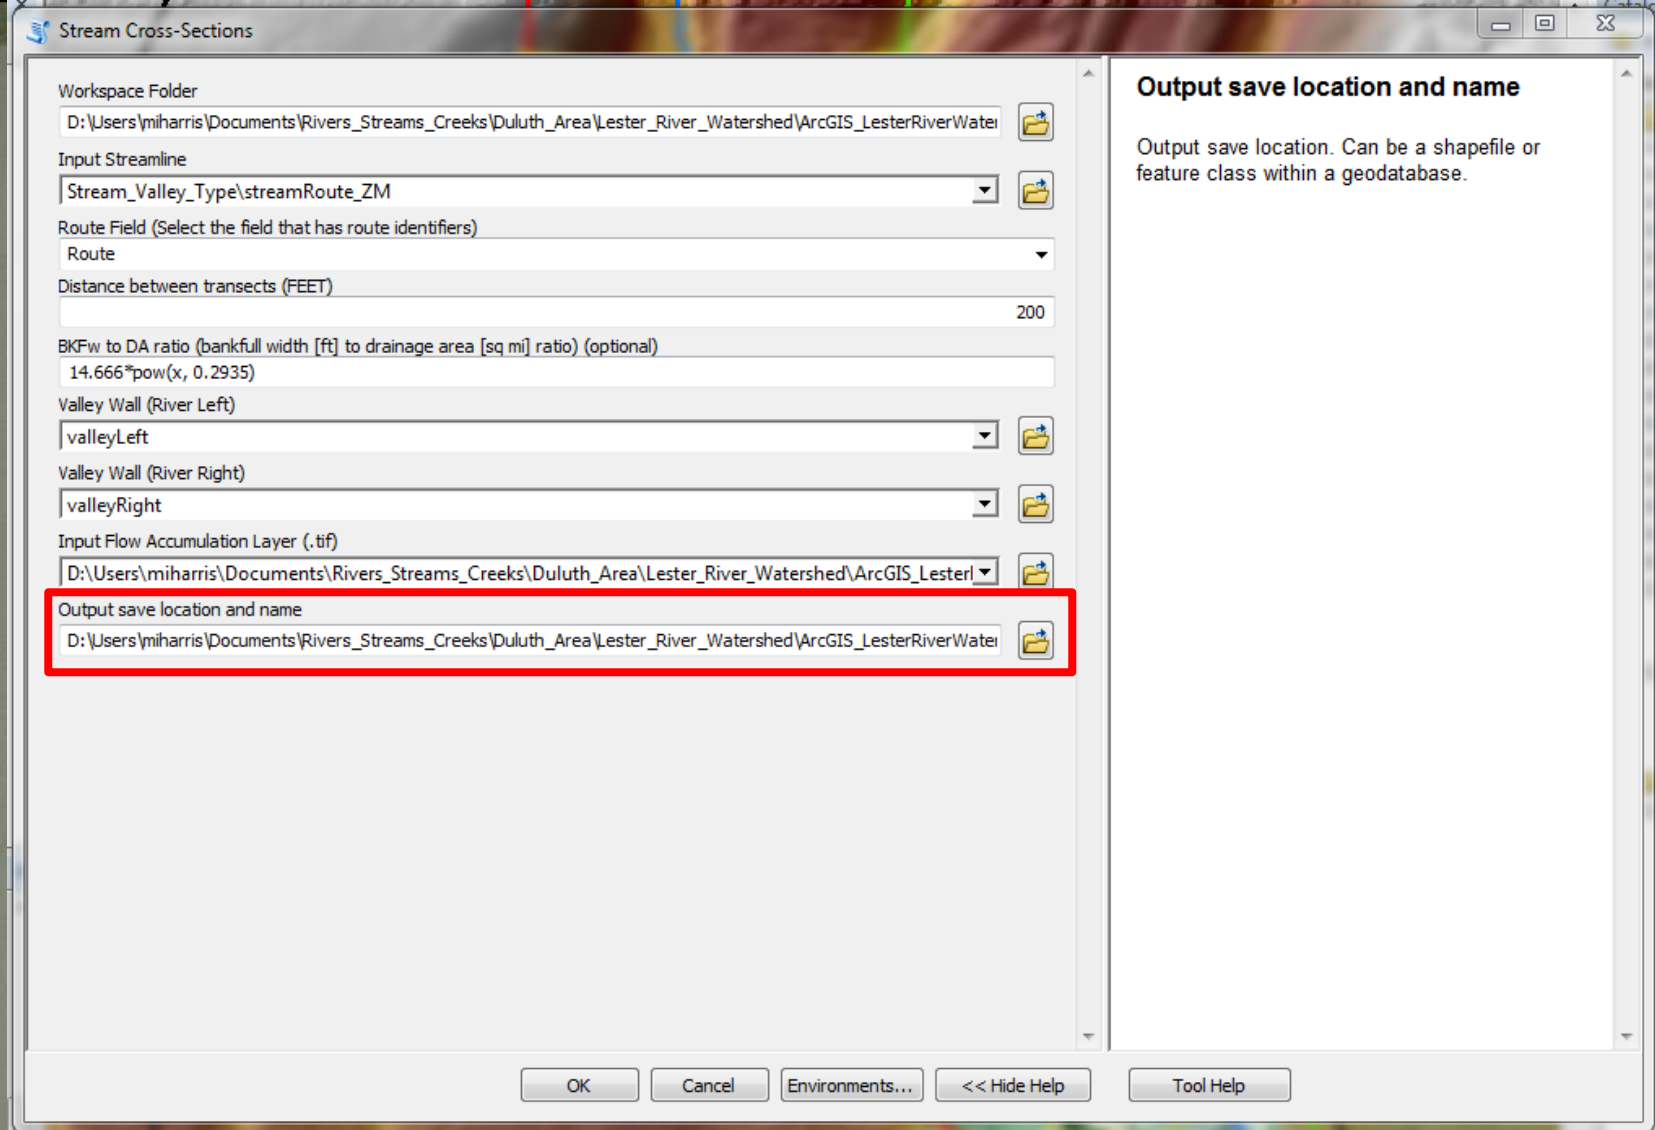 Stream Cross-Sections
Workspace Folder
D:\Users\miharris\Documents\Rivers_Streams_Creeks\Duluth_Area\Lester_River_Watershed\ArcGIS_LesterRiverWater
Input Streamline
Stream_Valley_Type\streamRoute_ZM
Route Field (Select the field that has route identifiers)
Route
Distance between transects (FEET)
200
BKFw to DA ratio (bankfull width [ft] to drainage area [sq mi] ratio) (optional)
14.666*pow(x, 0.2935)
Valley Wall (River Left)
valleyLeft
Valley Wall (River Right)
valleyRight
Input Flow Accumulation Layer (.tif)
D:\Users\miharris\Documents\Rivers_Streams_Creeks\Duluth_Area\Lester_River_Watershed\ArcGIS_Lester
Output save location and name
D:\Users\miharris\Documents\Rivers_Streams_Creeks\Duluth_Area\Lester_River_Watershed\ArcGIS_LesterRiverWater
OK
Cancel
Environments...
<< Hide Help
Output save location and name
Output save location. Can be a shapefile or
feature class within a geodatabase.
Tool Help